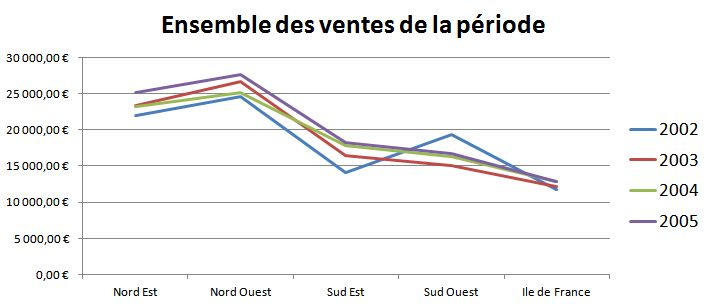 Ensemble des ventes de la période
30 000,00 €
25 000,00 €
20 000,00 €
15 000,00 €
10 000,00 €
5 000,00 €
0,00 €
Nord Est
Nord Ouest
Sud Est
Sud Ouest
Ile de France
2002
2003
2004
2005